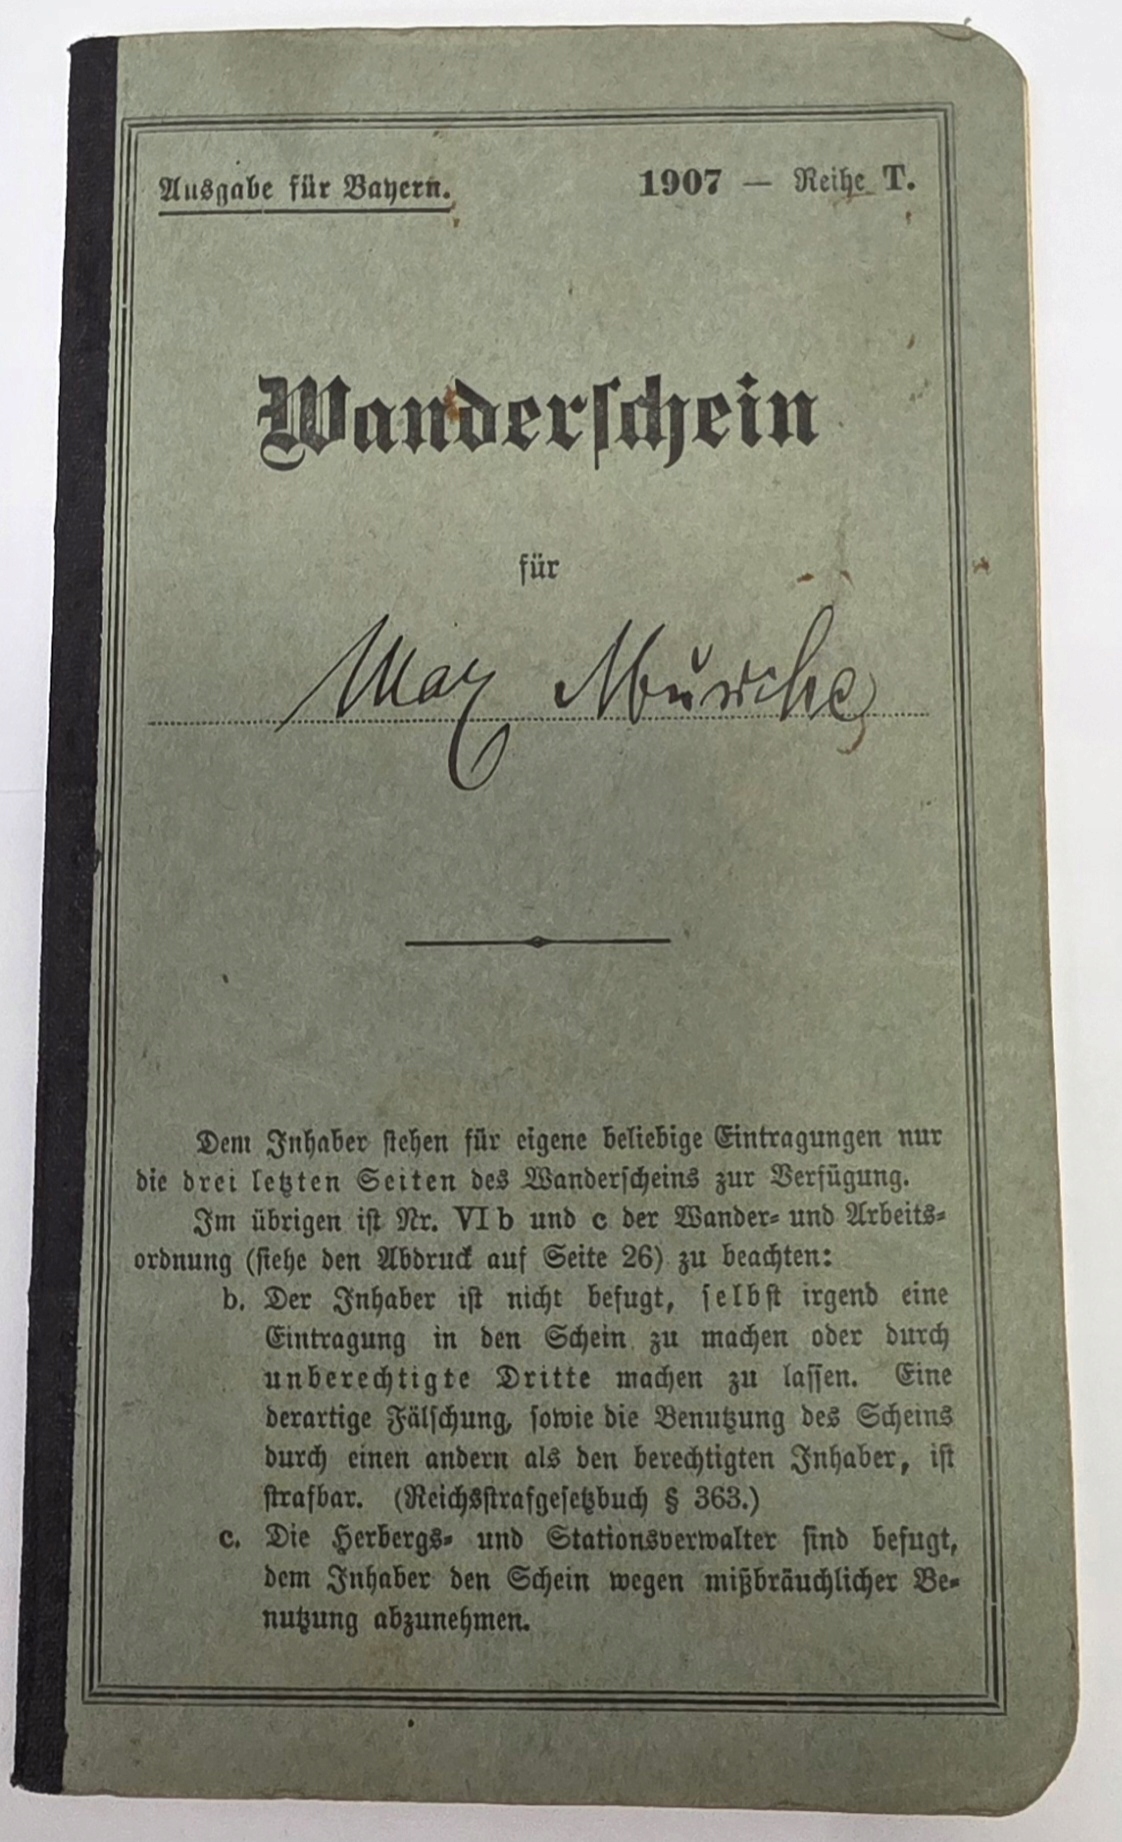 Ausgabe für Bayern.
1907 — Reihe T.
Wanderschein
für
Max Mursche
Dem Inhaber stehen für eigene beliebige Eintragungen nur
die drei letzten Seiten des Wanderscheins zur Verfügung.
Im übrigen ist Nr. VI b und c der Wander- und Arbeits-
ordnung (siehe den Abdruck auf Seite 26) zu beachten:
b. Der Inhaber ist nicht befugt, selbst irgend eine
Eintragung in den Schein zu machen oder durch
unberechtigte Dritte machen zu lassen. Eine
derartige Fälschung, sowie die Benutzung des Scheins
durch einen andern als den berechtigten Inhaber, ist
strafbar. (Reichsstrafgesetzbuch § 363.)
c. Die Herbergs- und Stationsverwalter sind befugt,
dem Inhaber den Schein wegen mißbräuchlicher Be-
nutzung abzunehmen.